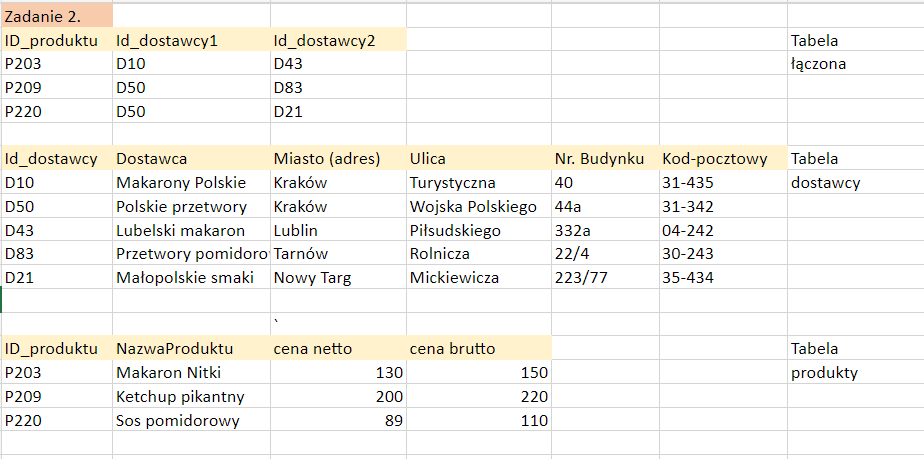 Zadanie 2.
ID_produktu Id_dostawcy1 Id_dostawcy2 Tabela
P203 D10 D43 łączona
P209 D50 D83
P220 D50 D21
Id_dostawcy Dostawca Miasto (adres) Ulica Nr. Budynku Kod-pocztowy Tabela
D10 Makarony Polskie Kraków Turystyczna 40 31-435 dostawcy
D50 Polskie przetwory Kraków Wojska Polskiego 44a 31-342
D43 Lubelski makaron Lublin Piłsudskiego 332a 04-242
D83 Przetwory pomidoro Tarnów Rolnicza 22/4 30-243
D21 Małopolskie smaki Nowy Targ Mickiewicza 223/77 35-434
`
ID_produktu NazwaProduktu cena netto cena brutto Tabela
P203 Makaron Nitki 130 150 produkty
P209 Ketchup pikantny 200 220
P220 Sos pomidorowy 89 110